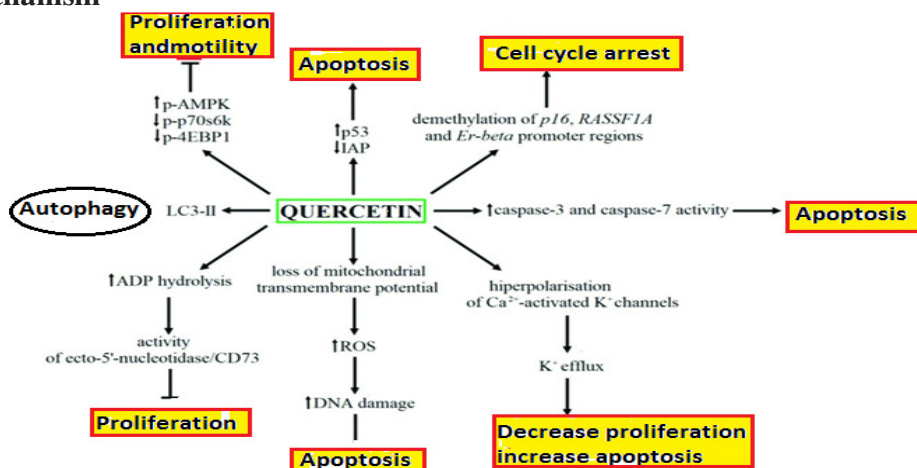 Proliferation
andmotility
Apoptosis
Cell cycle arrest
↑p-AMPK
↓p-p70s6k
↓p-4EBP1
↑p53
↓IAP
demethylation of p16, RASSF1A
and Er-beta promoter regions
Autophagy
LC3-II
QUERCETIN
↑caspase-3 and caspase-7 activity
Apoptosis
↑ADP hydrolysis
loss of mitochondrial
transmembrane potential
hiperpolarisation
of Ca²⁺-activated K⁺channels
activity
of ecto-5'-nucleotidase/CD73
↑ROS
K⁺ efflux
↑DNA damage
Proliferation
Apoptosis
Decrease proliferation
increase apoptosis